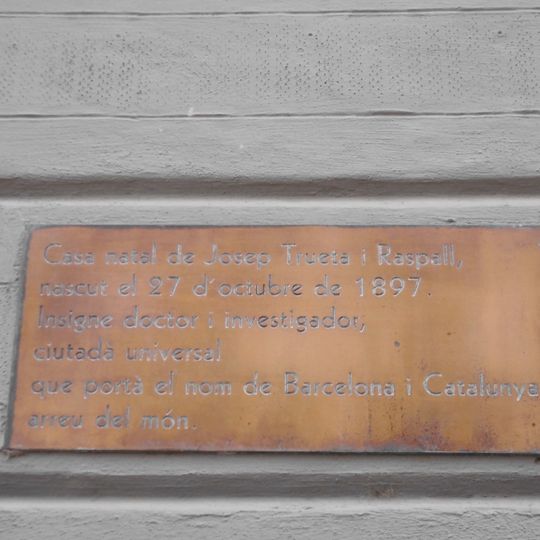 Casa natal de Josep Trueta i Raspall,
nascut el 27 d'octubre de 1897.
Insigne doctor i investigador,
ciutadà universal
que portà el nom de Barcelona i Catalunya
arreu del món.